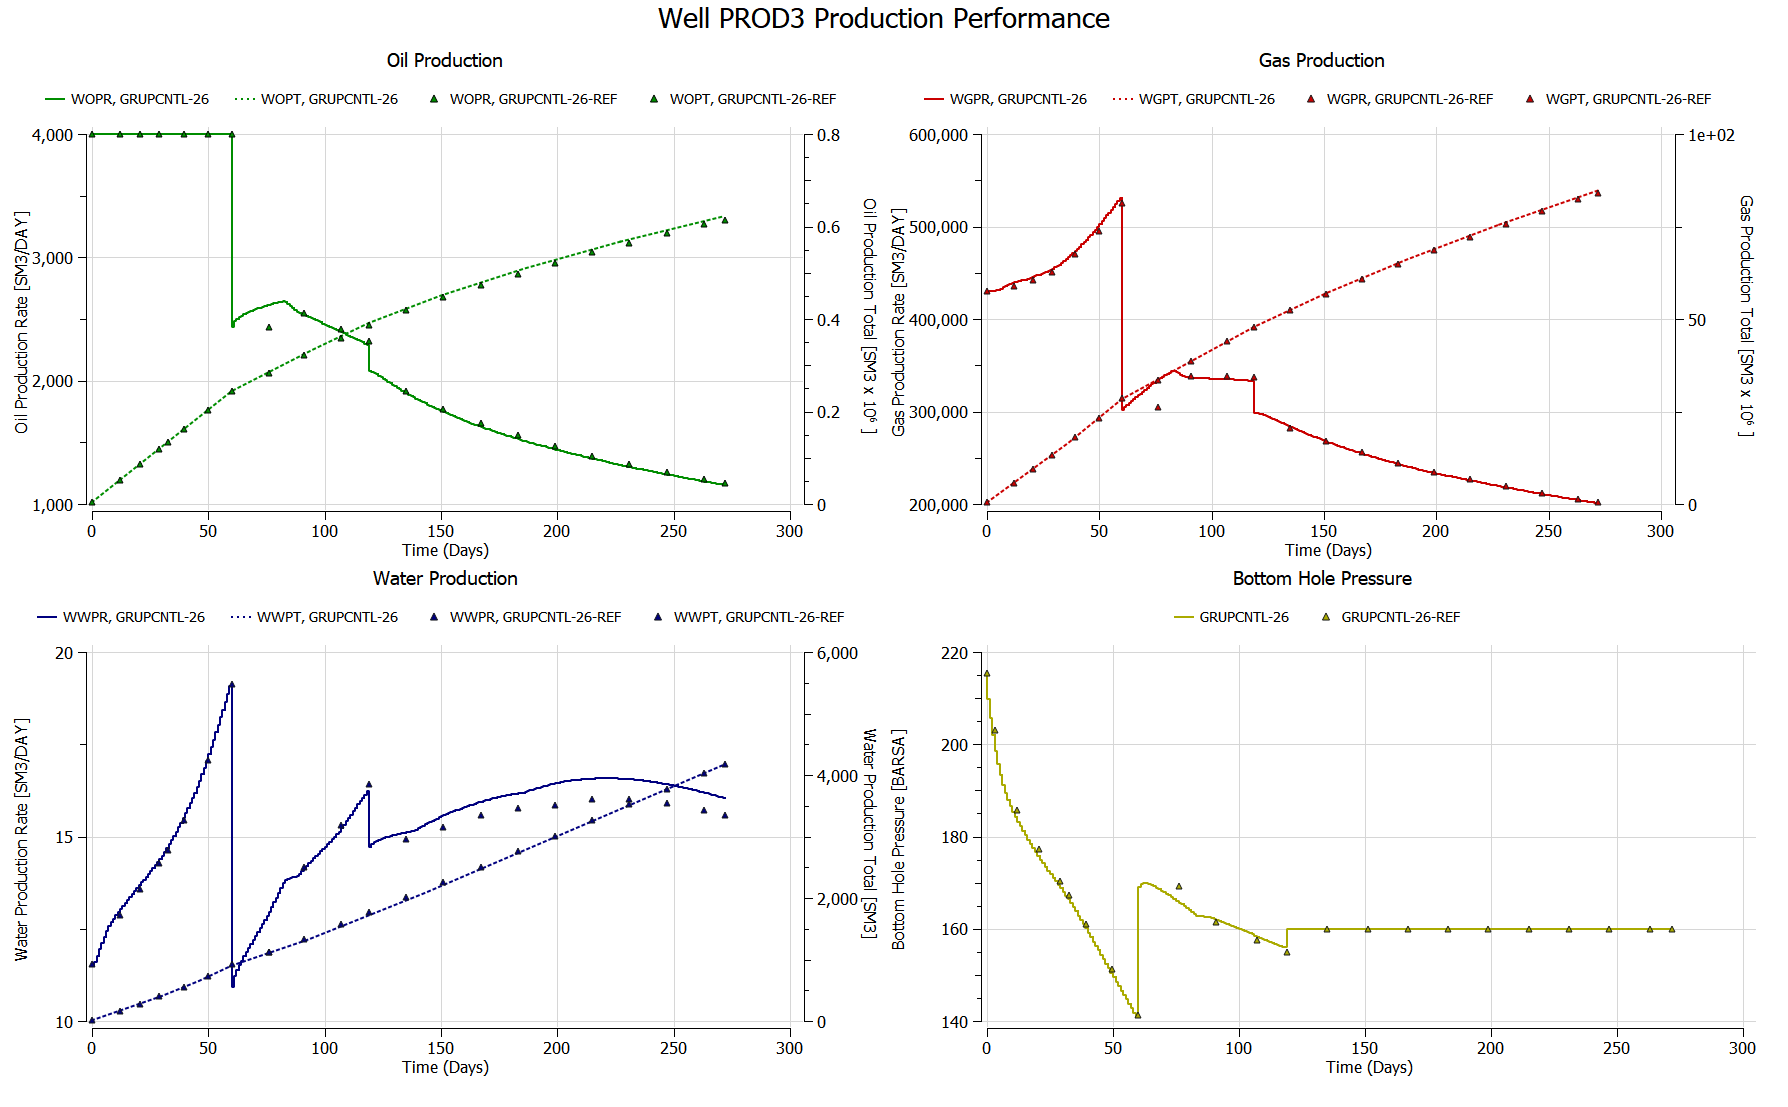 Well PROD3 Production Performance
Oil Production
WOPR, GRUPCNTL-26 WOPT, GRUPCNTL-26 WOPR, GRUPCNTL-26-REF WOPT, GRUPCNTL-26-REF
4,000
3,000
2,000
1,000
Oil Production Rate [SM3/DAY]
0.8
0.6
0.4
0.2
0
Oil Production Total [SM3 x 10⁶ ]
0 50 100 150 200 250 300
Time (Days)
Gas Production
WGPR, GRUPCNTL-26 WGPT, GRUPCNTL-26 WGPR, GRUPCNTL-26-REF WGPT, GRUPCNTL-26-REF
600,000
500,000
400,000
300,000
200,000
Gas Production Rate [SM3/DAY]
1e+02
50
0
Gas Production Total [SM3 x 10⁶ ]
0 50 100 150 200 250 300
Time (Days)
Water Production
WWPR, GRUPCNTL-26 WWPT, GRUPCNTL-26 WWPR, GRUPCNTL-26-REF WWPT, GRUPCNTL-26-REF
20
15
10
Water Production Rate [SM3/DAY]
6,000
4,000
2,000
0
Water Production Total [SM3]
0 50 100 150 200 250 300
Time (Days)
Bottom Hole Pressure
GRUPCNTL-26 GRUPCNTL-26-REF
220
200
180
160
140
Bottom Hole Pressure [BARSA]
0 50 100 150 200 250 300
Time (Days)